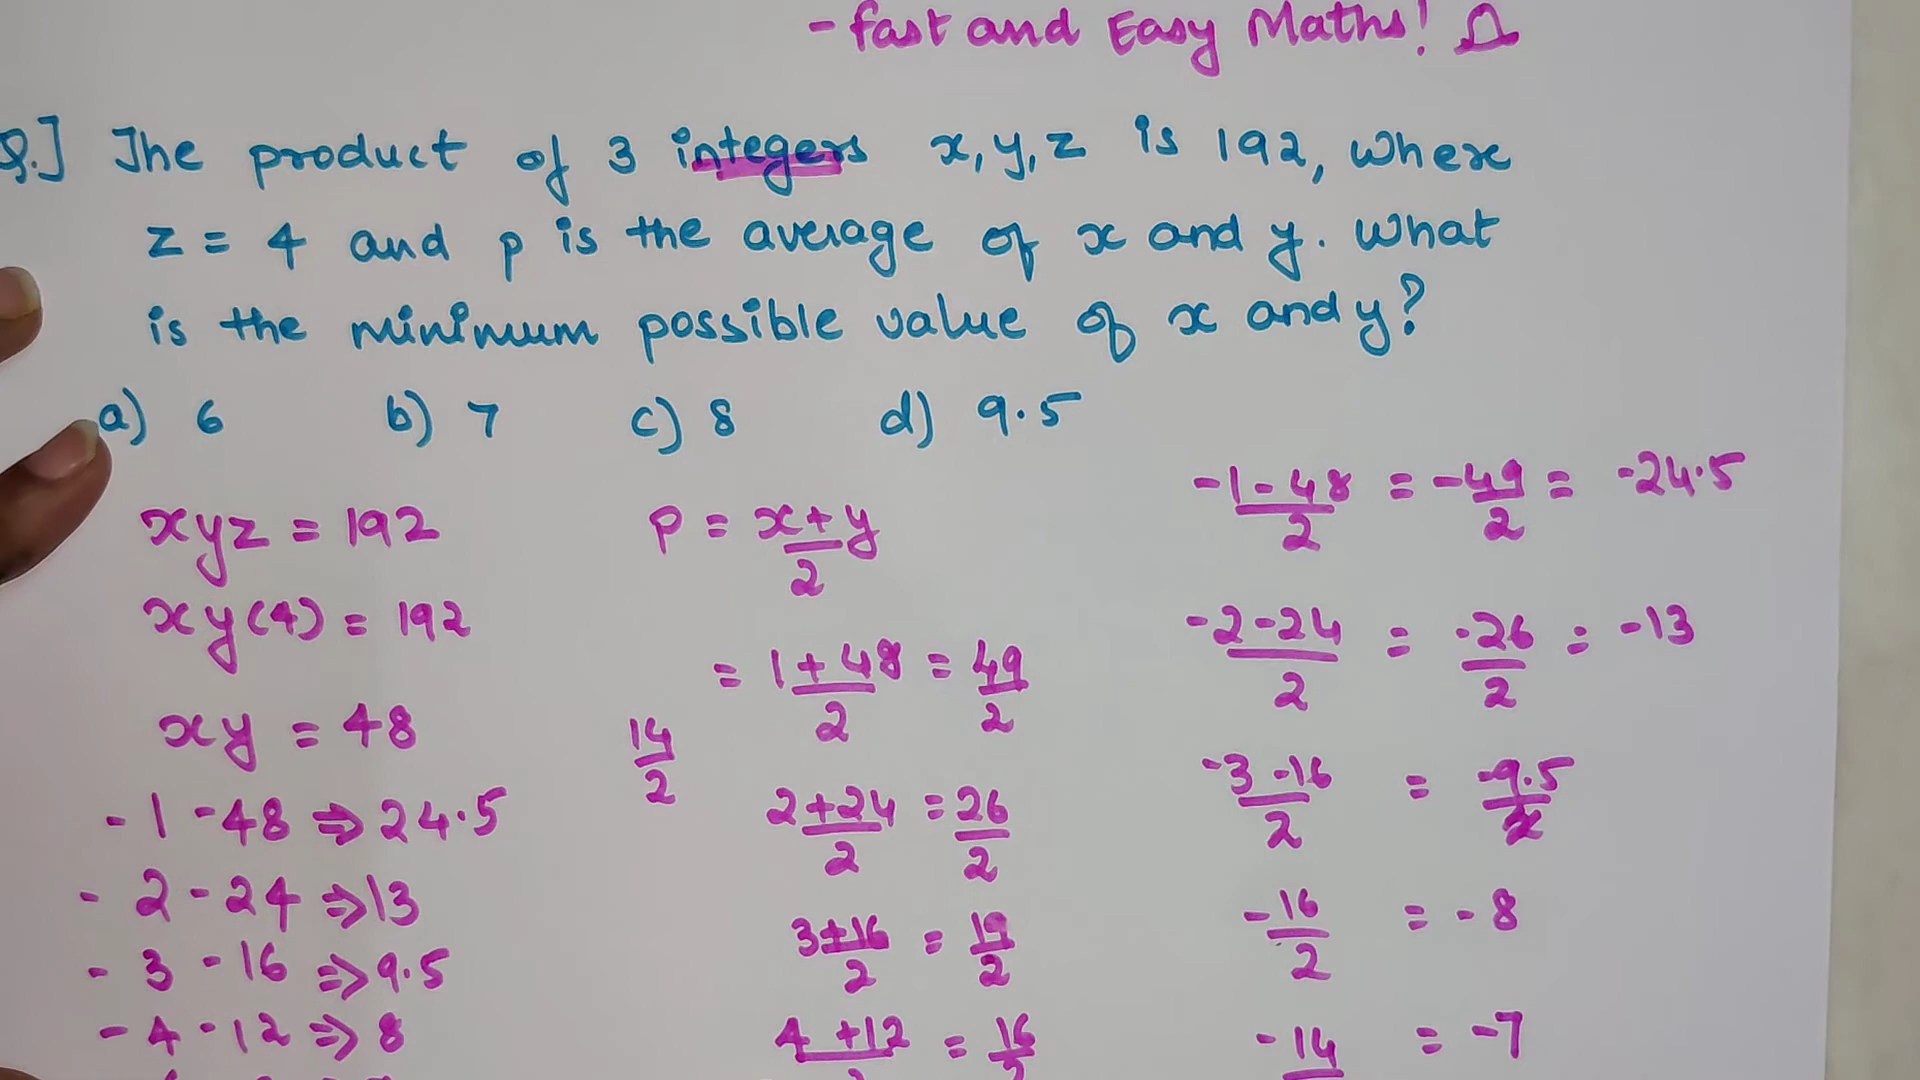 - fast and Easy Maths!
Q.] The product of 3 integers x, y, z is 192, where
z = 4 and p is the average of x and y. what
is the minimum possible value of x and y?
a) 6 b) 7 c) 8 d) 9.5
xyz = 192
xy(4) = 192
xy = 48
-1 -48 ⇒ 24.5
-2 -24 ⇒ 13
-3 -16 ⇒ 9.5
-4 -12 ⇒ 8
14/2
P = x+y/2
= 1+48/2 = 49/2
2+24/2 = 26/2
3+16/2 = 19/2
4+12 = 16
-1-48/2 = -49/2 = -24.5
-2-24/2 = -26/2 = -13
-3-16/2 = -9.5
-16/2 = -8
-14 = -7